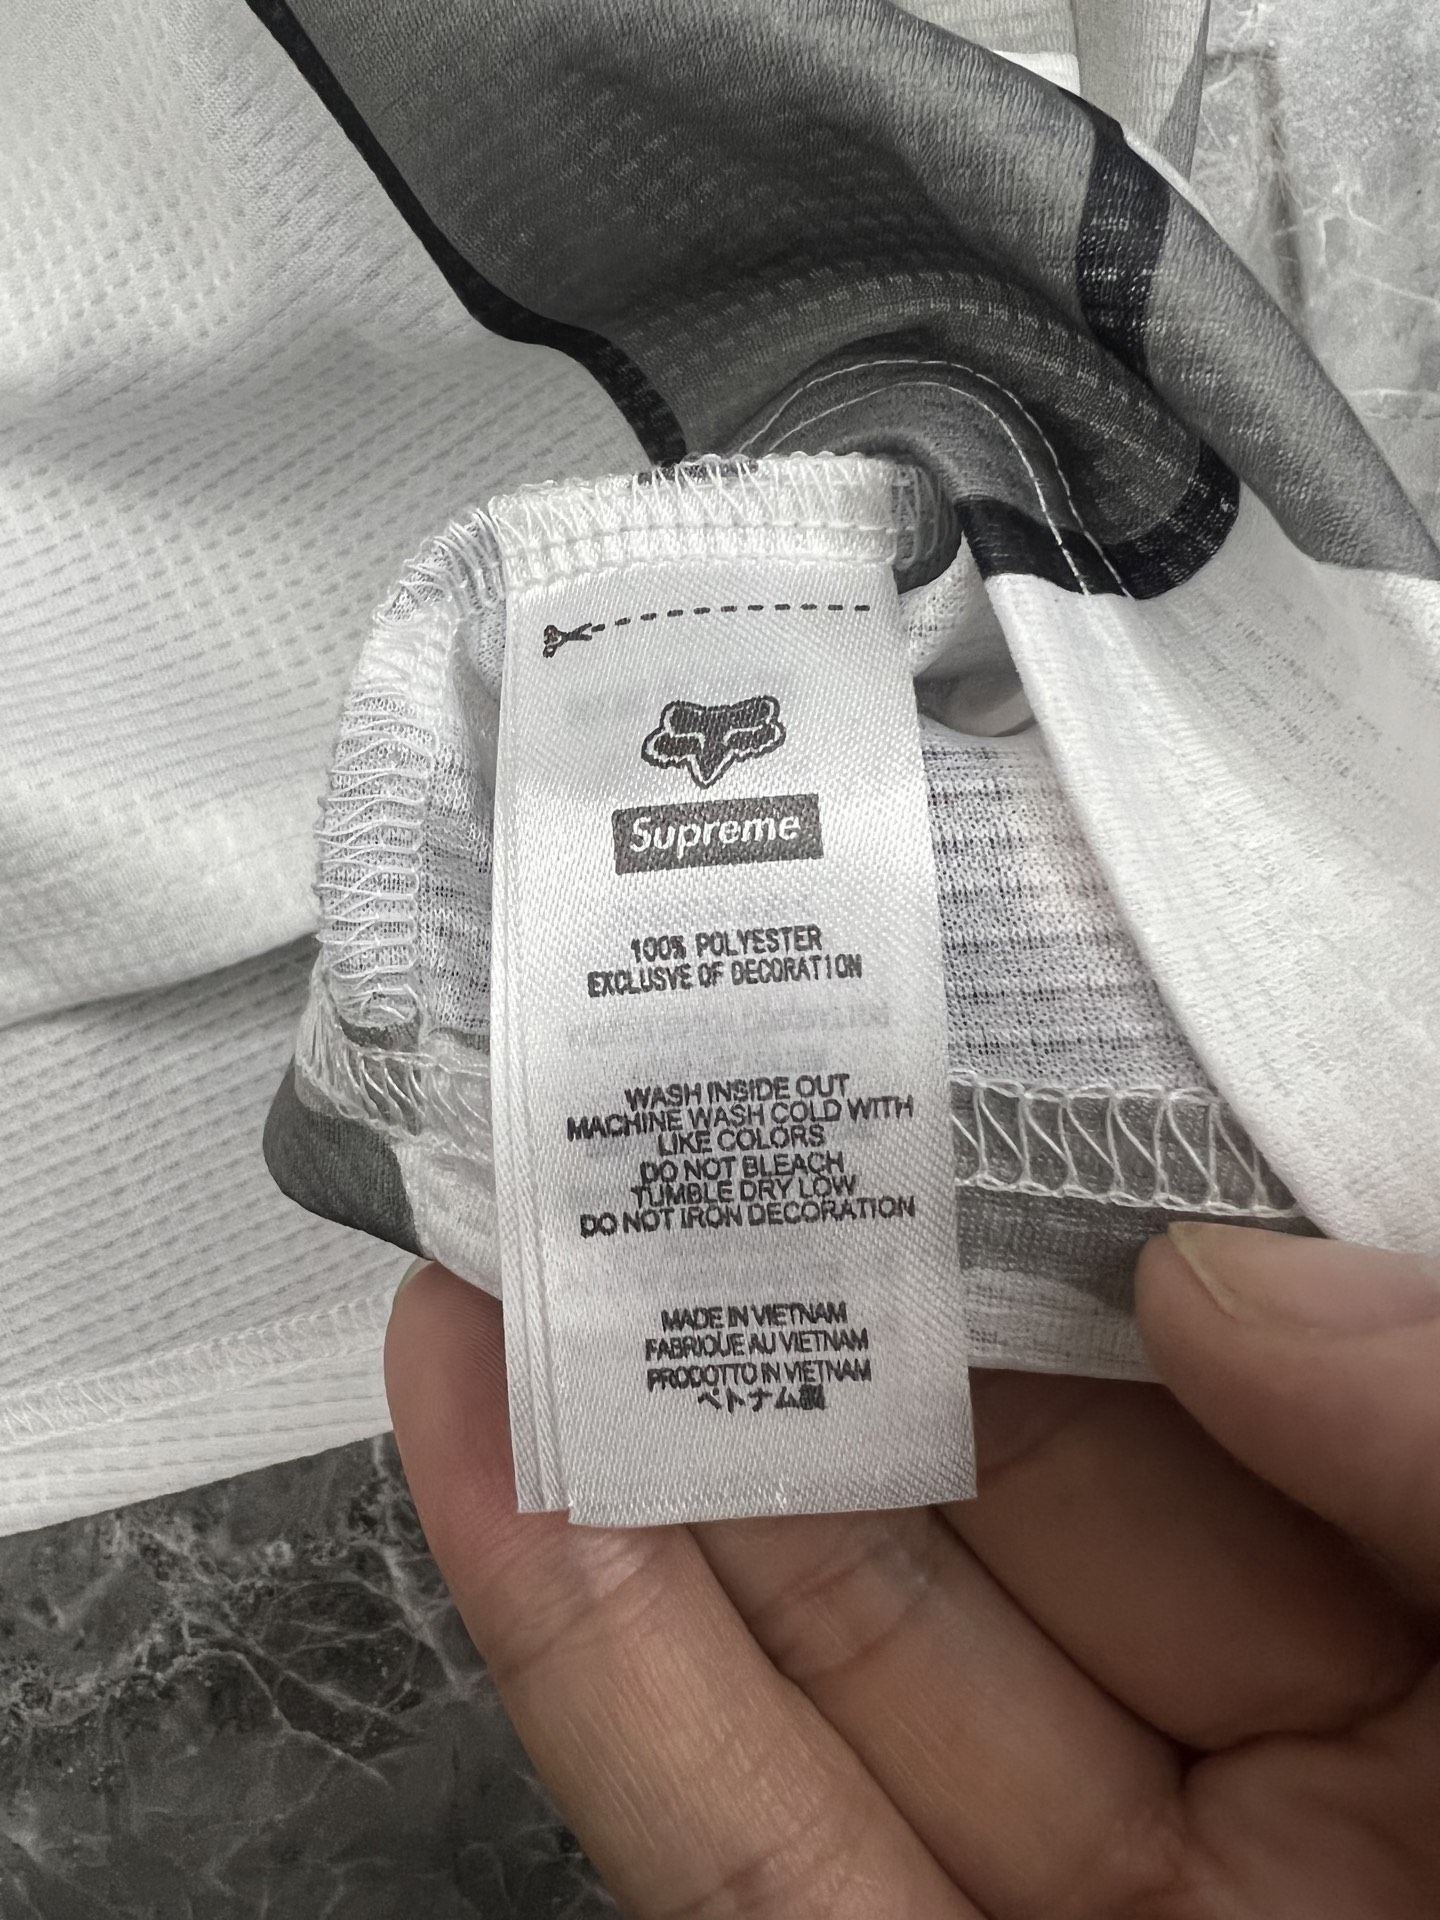 Supreme
100% POLYESTER
EXCLUSVE OF DECORATION
WASH INSIDE OUT
MACHINE WASH COLD WITH
LIKE COLORS
DO NOT BLEACH
TUMBLE DRY LOW
DO NOT IRON DECORATION
MADE IN VIETNAM
FABRIQUE AU VIETNAM
PRODOTTO IN VIETNAM
ベトナム製